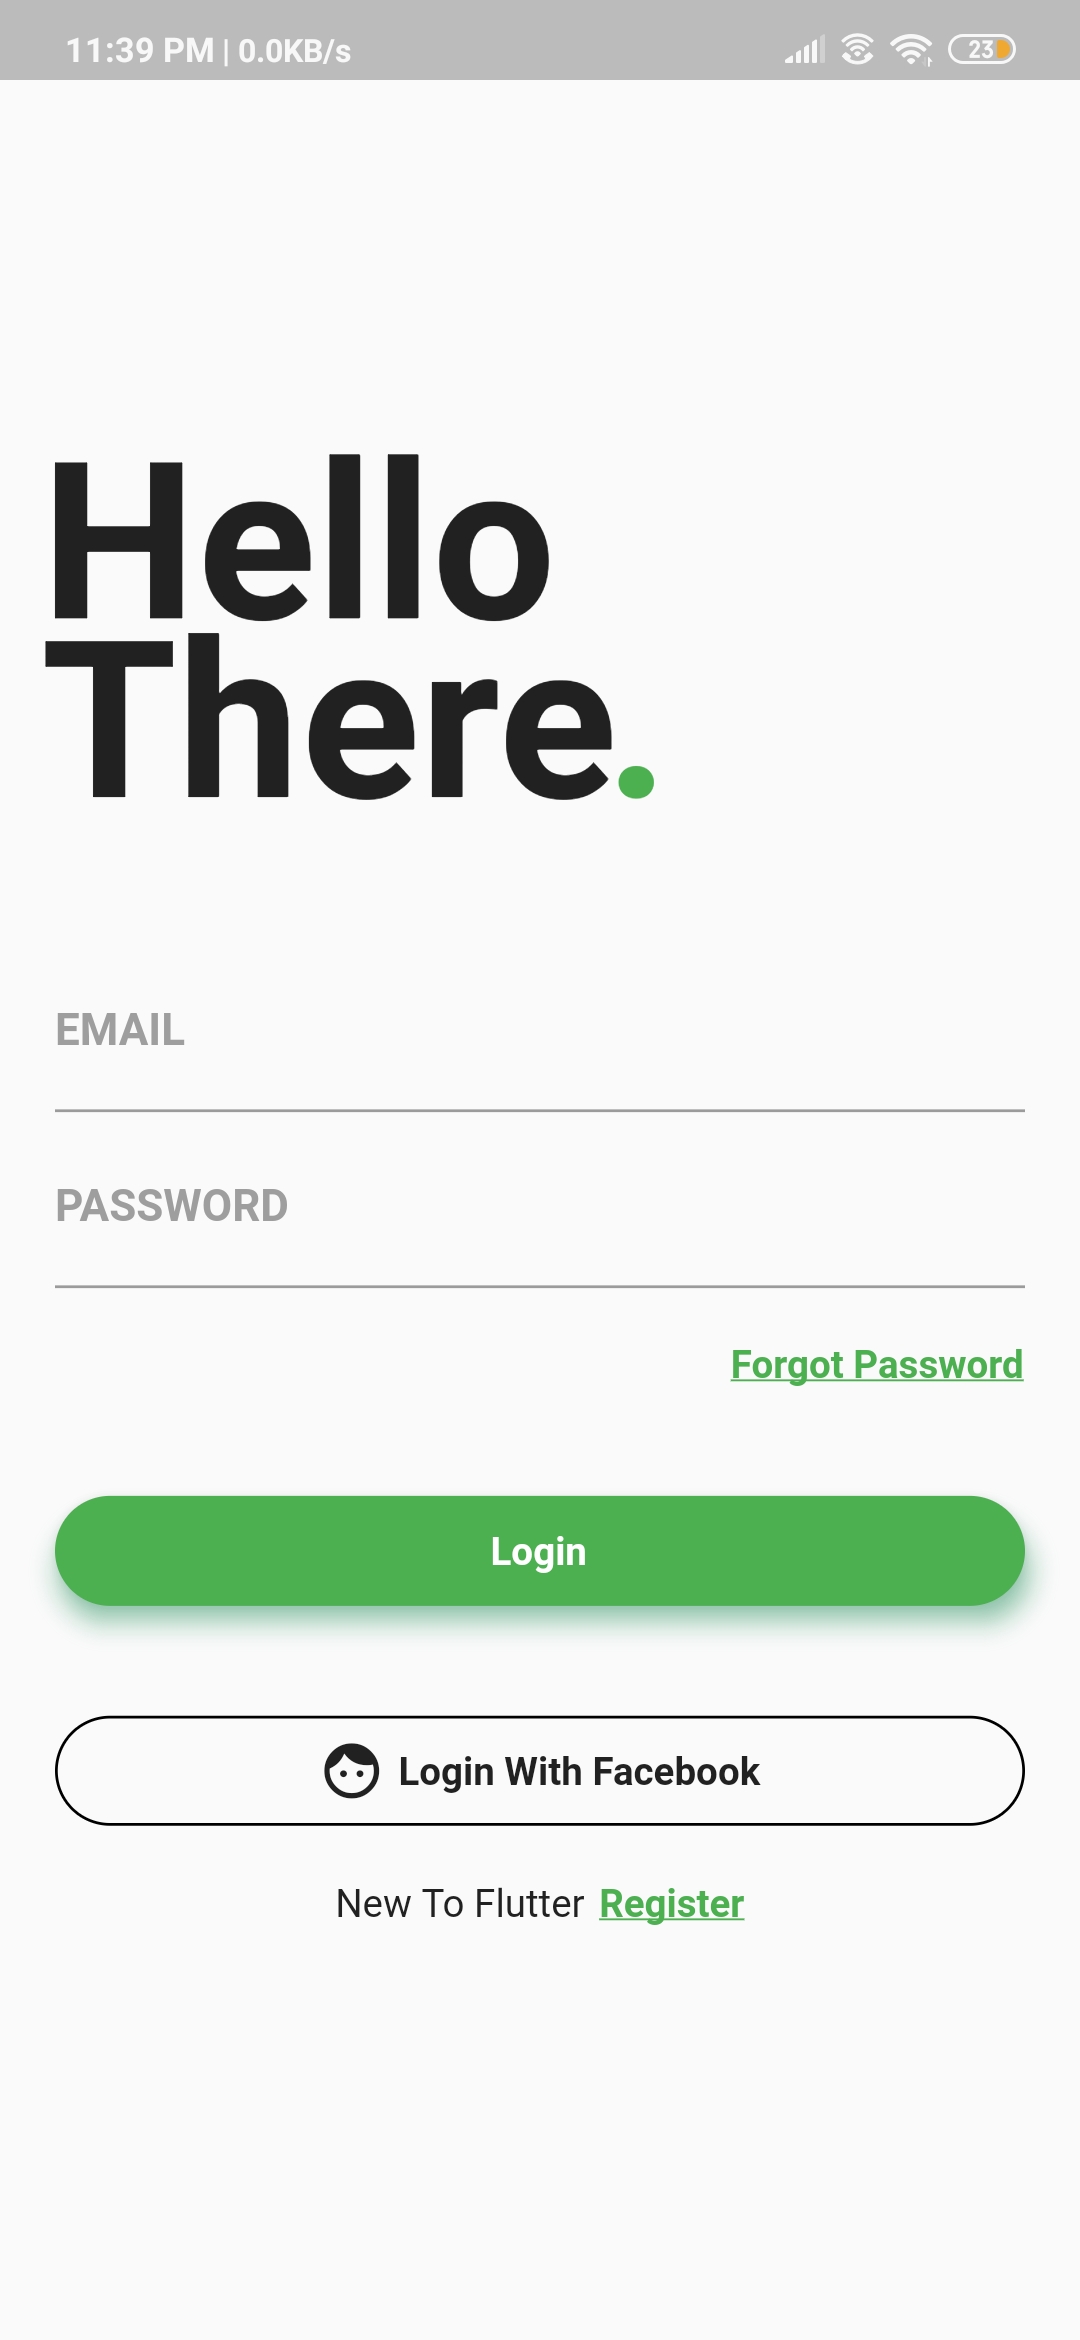 11:39 PM | 0.0KB/s
23
Hello
There.
EMAIL
PASSWORD
Forgot Password
Login
Login With Facebook
New To Flutter Register